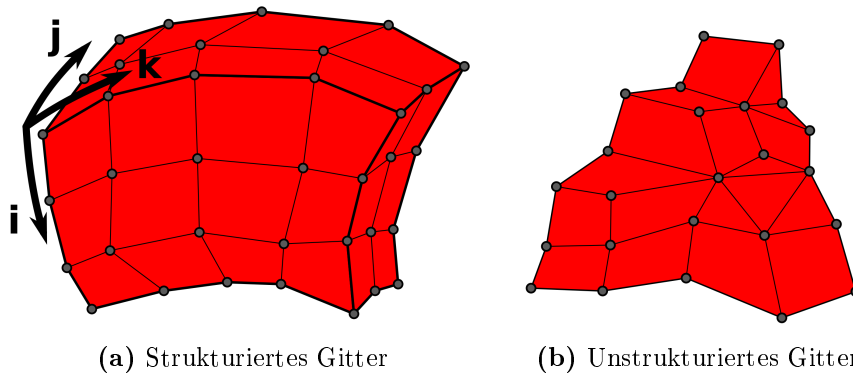 j
k
i
(a) Strukturiertes Gitter
(b) Unstrukturiertes Gitter